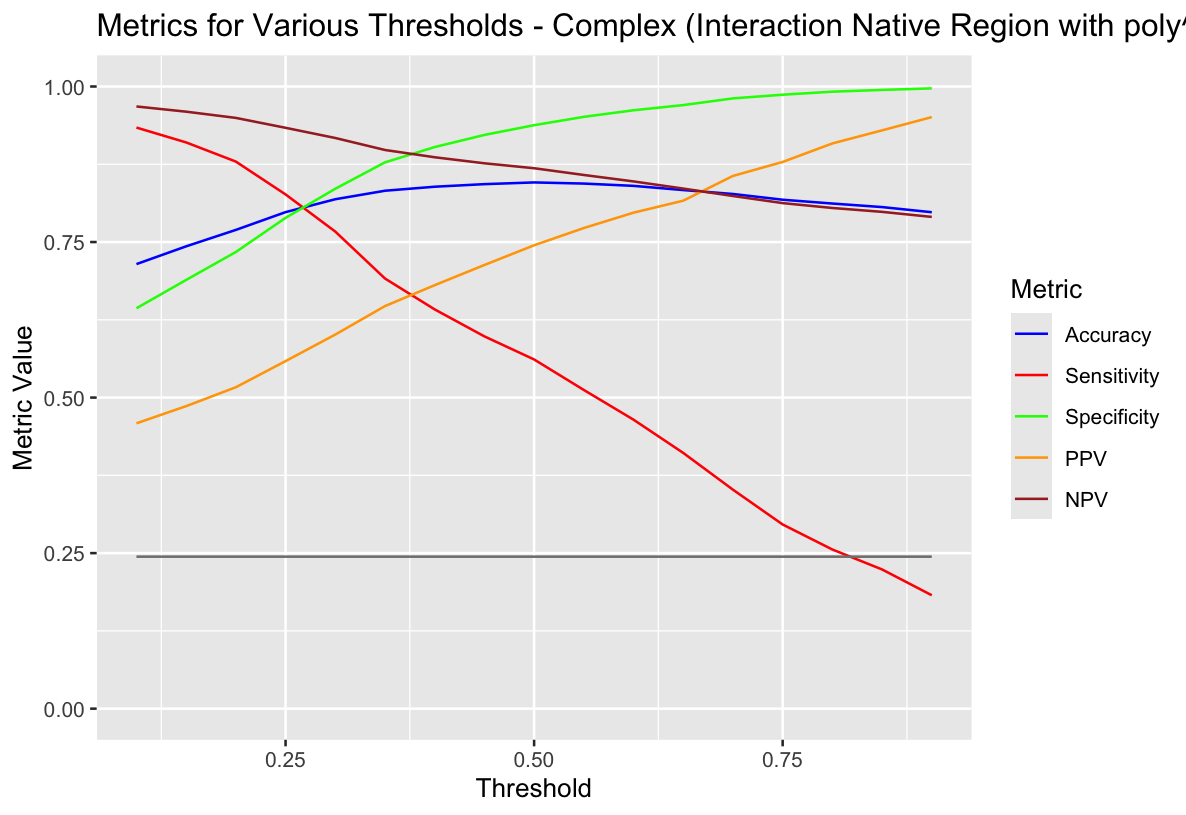 Metrics for Various Thresholds - Complex (Interaction Native Region with poly^
1.00
0.75
0.50
0.25
0.00
Metric Value
0.25
0.50
0.75
Threshold
Metric
Accuracy
Sensitivity
Specificity
PPV
NPV